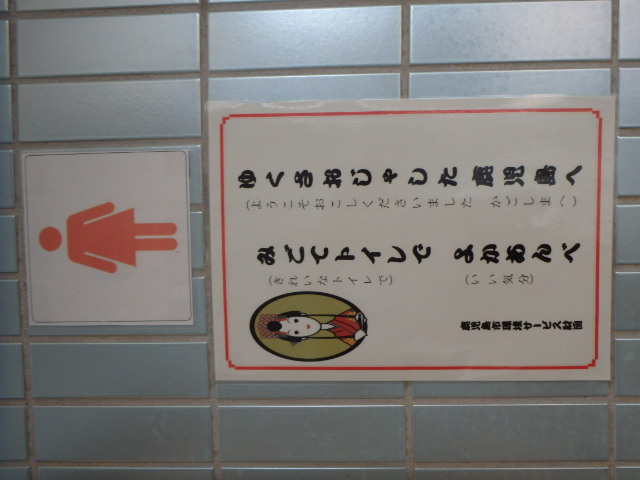 ゆくさおじゃした鹿児島へ
(ようこそおこしくださいました　かごしまへ)
みごてトイレで　よかあんべ
(きれいなトイレで)　(いい気分)
鹿児島市環境サービス財団